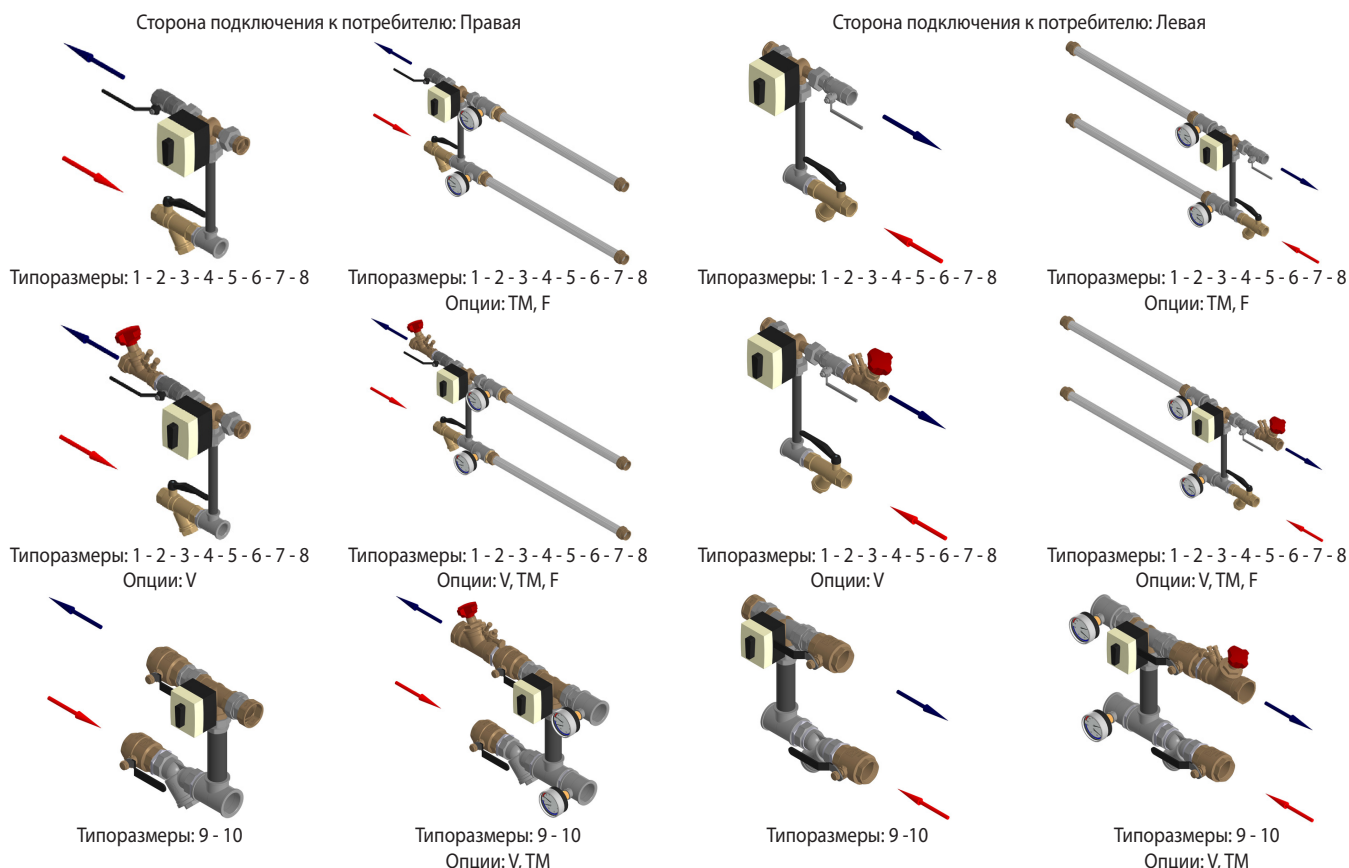 Сторона подключения к потребителю: Правая
Сторона подключения к потребителю: Левая
Типоразмеры: 1 - 2 - 3 - 4 - 5 - 6 - 7 - 8
Типоразмеры: 1 - 2 - 3 - 4 - 5 - 6 - 7 - 8
Опции: TM, F
Типоразмеры: 1 - 2 - 3 - 4 - 5 - 6 - 7 - 8
Типоразмеры: 1 - 2 - 3 - 4 - 5 - 6 - 7 - 8
Опции: TM, F
Типоразмеры: 1 - 2 - 3 - 4 - 5 - 6 - 7 - 8
Опции: V
Типоразмеры: 1 - 2 - 3 - 4 - 5 - 6 - 7 - 8
Опции: V, TM, F
Типоразмеры: 1 - 2 - 3 - 4 - 5 - 6 - 7 - 8
Опции: V
Типоразмеры: 1 - 2 - 3 - 4 - 5 - 6 - 7 - 8
Опции: V, TM, F
Типоразмеры: 9 - 10
Типоразмеры: 9 - 10
Опции: V, TM
Типоразмеры: 9 -10
Типоразмеры: 9 - 10
Опции: V, TM